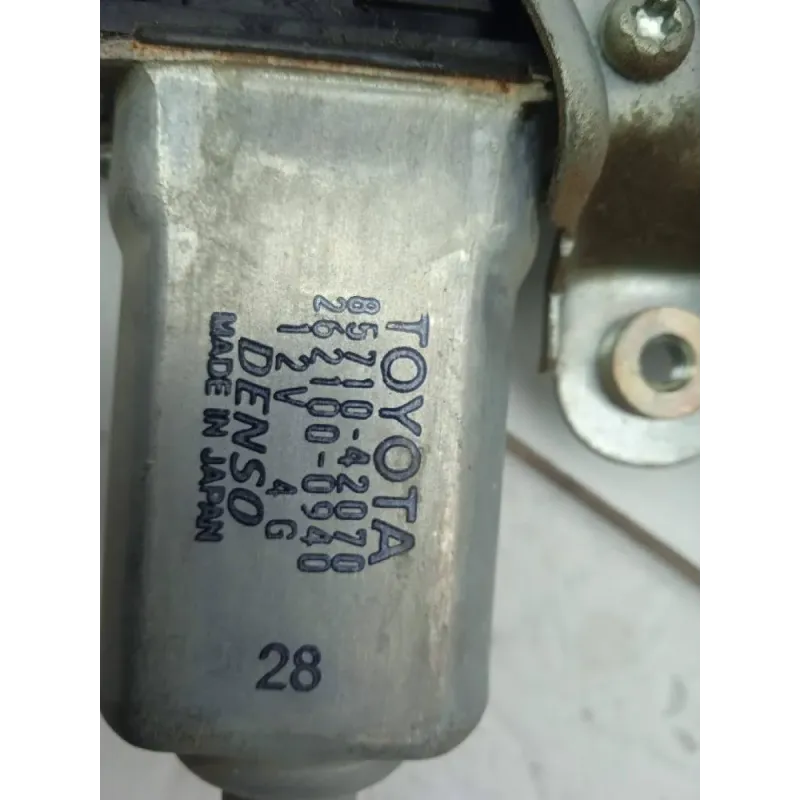 TOYOTA
85710-42070
262100-0940
12V 4G
DENSO
MADE IN JAPAN
28